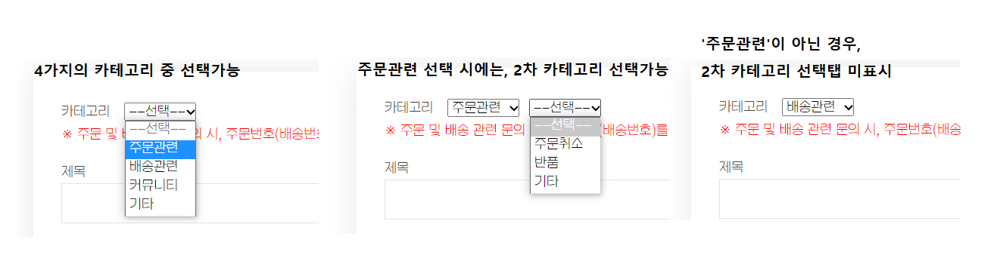 4가지의 카테고리 중 선택가능
카테고리 --선택--
--선택--
※ 주문 및 의 시, 주문번호(배송번호
주문관련
배송관련
제목
커뮤니티
기타
주문관련 선택 시에는, 2차 카테고리 선택가능
카테고리 주문관련 --선택--
--선택--
※ 주문 및 배송 관련 문의 (배송번호)를
주문취소
반품
제목
기타
'주문관련'이 아닌 경우,
2차 카테고리 선택탭 미표시
카테고리 배송관련
※ 주문 및 배송 관련 문의 시, 주문번호(배송
제목